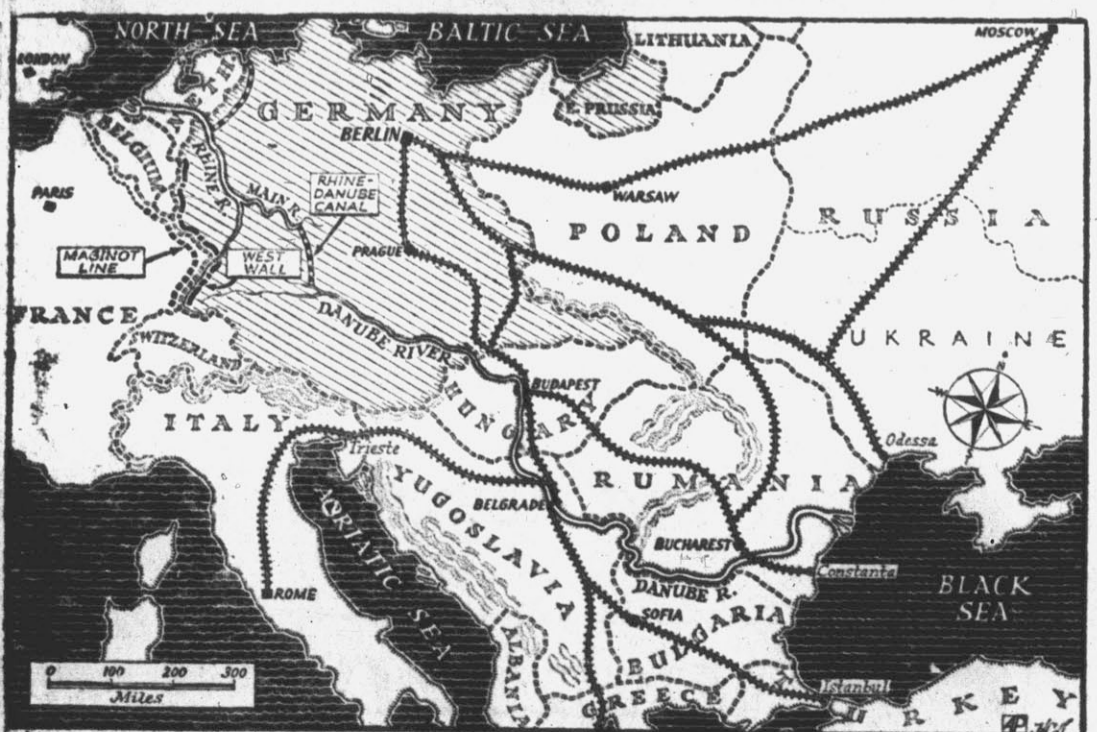 NORTH SEA
BALTIC SEA
LITHUANIA
MOSCOW
LONDON
NETH.
GERMANY
E. PRUSSIA
BERLIN
BELGIUM
RHINE R.
MAIN R.
RHINE-
DANUBE
CANAL
WARSAW
PARIS
RUSSIA
POLAND
MAGINOT
LINE
WEST
WALL
PRAGUE
FRANCE
DANUBE RIVER
UKRAINE
SWITZERLAND
BUDAPEST
HUNGARY
ITALY
Trieste
Odessa
YUGOSLAVIA
RUMANIA
BELGRADE
ADRIATIC SEA
BUCHAREST
Constanta
ROME
DANUBE R.
BLACK
SEA
SOFIA
BULGARIA
ALBANIA
0 100 200 300
Miles
GREECE
Istanbul
TURKEY
AP